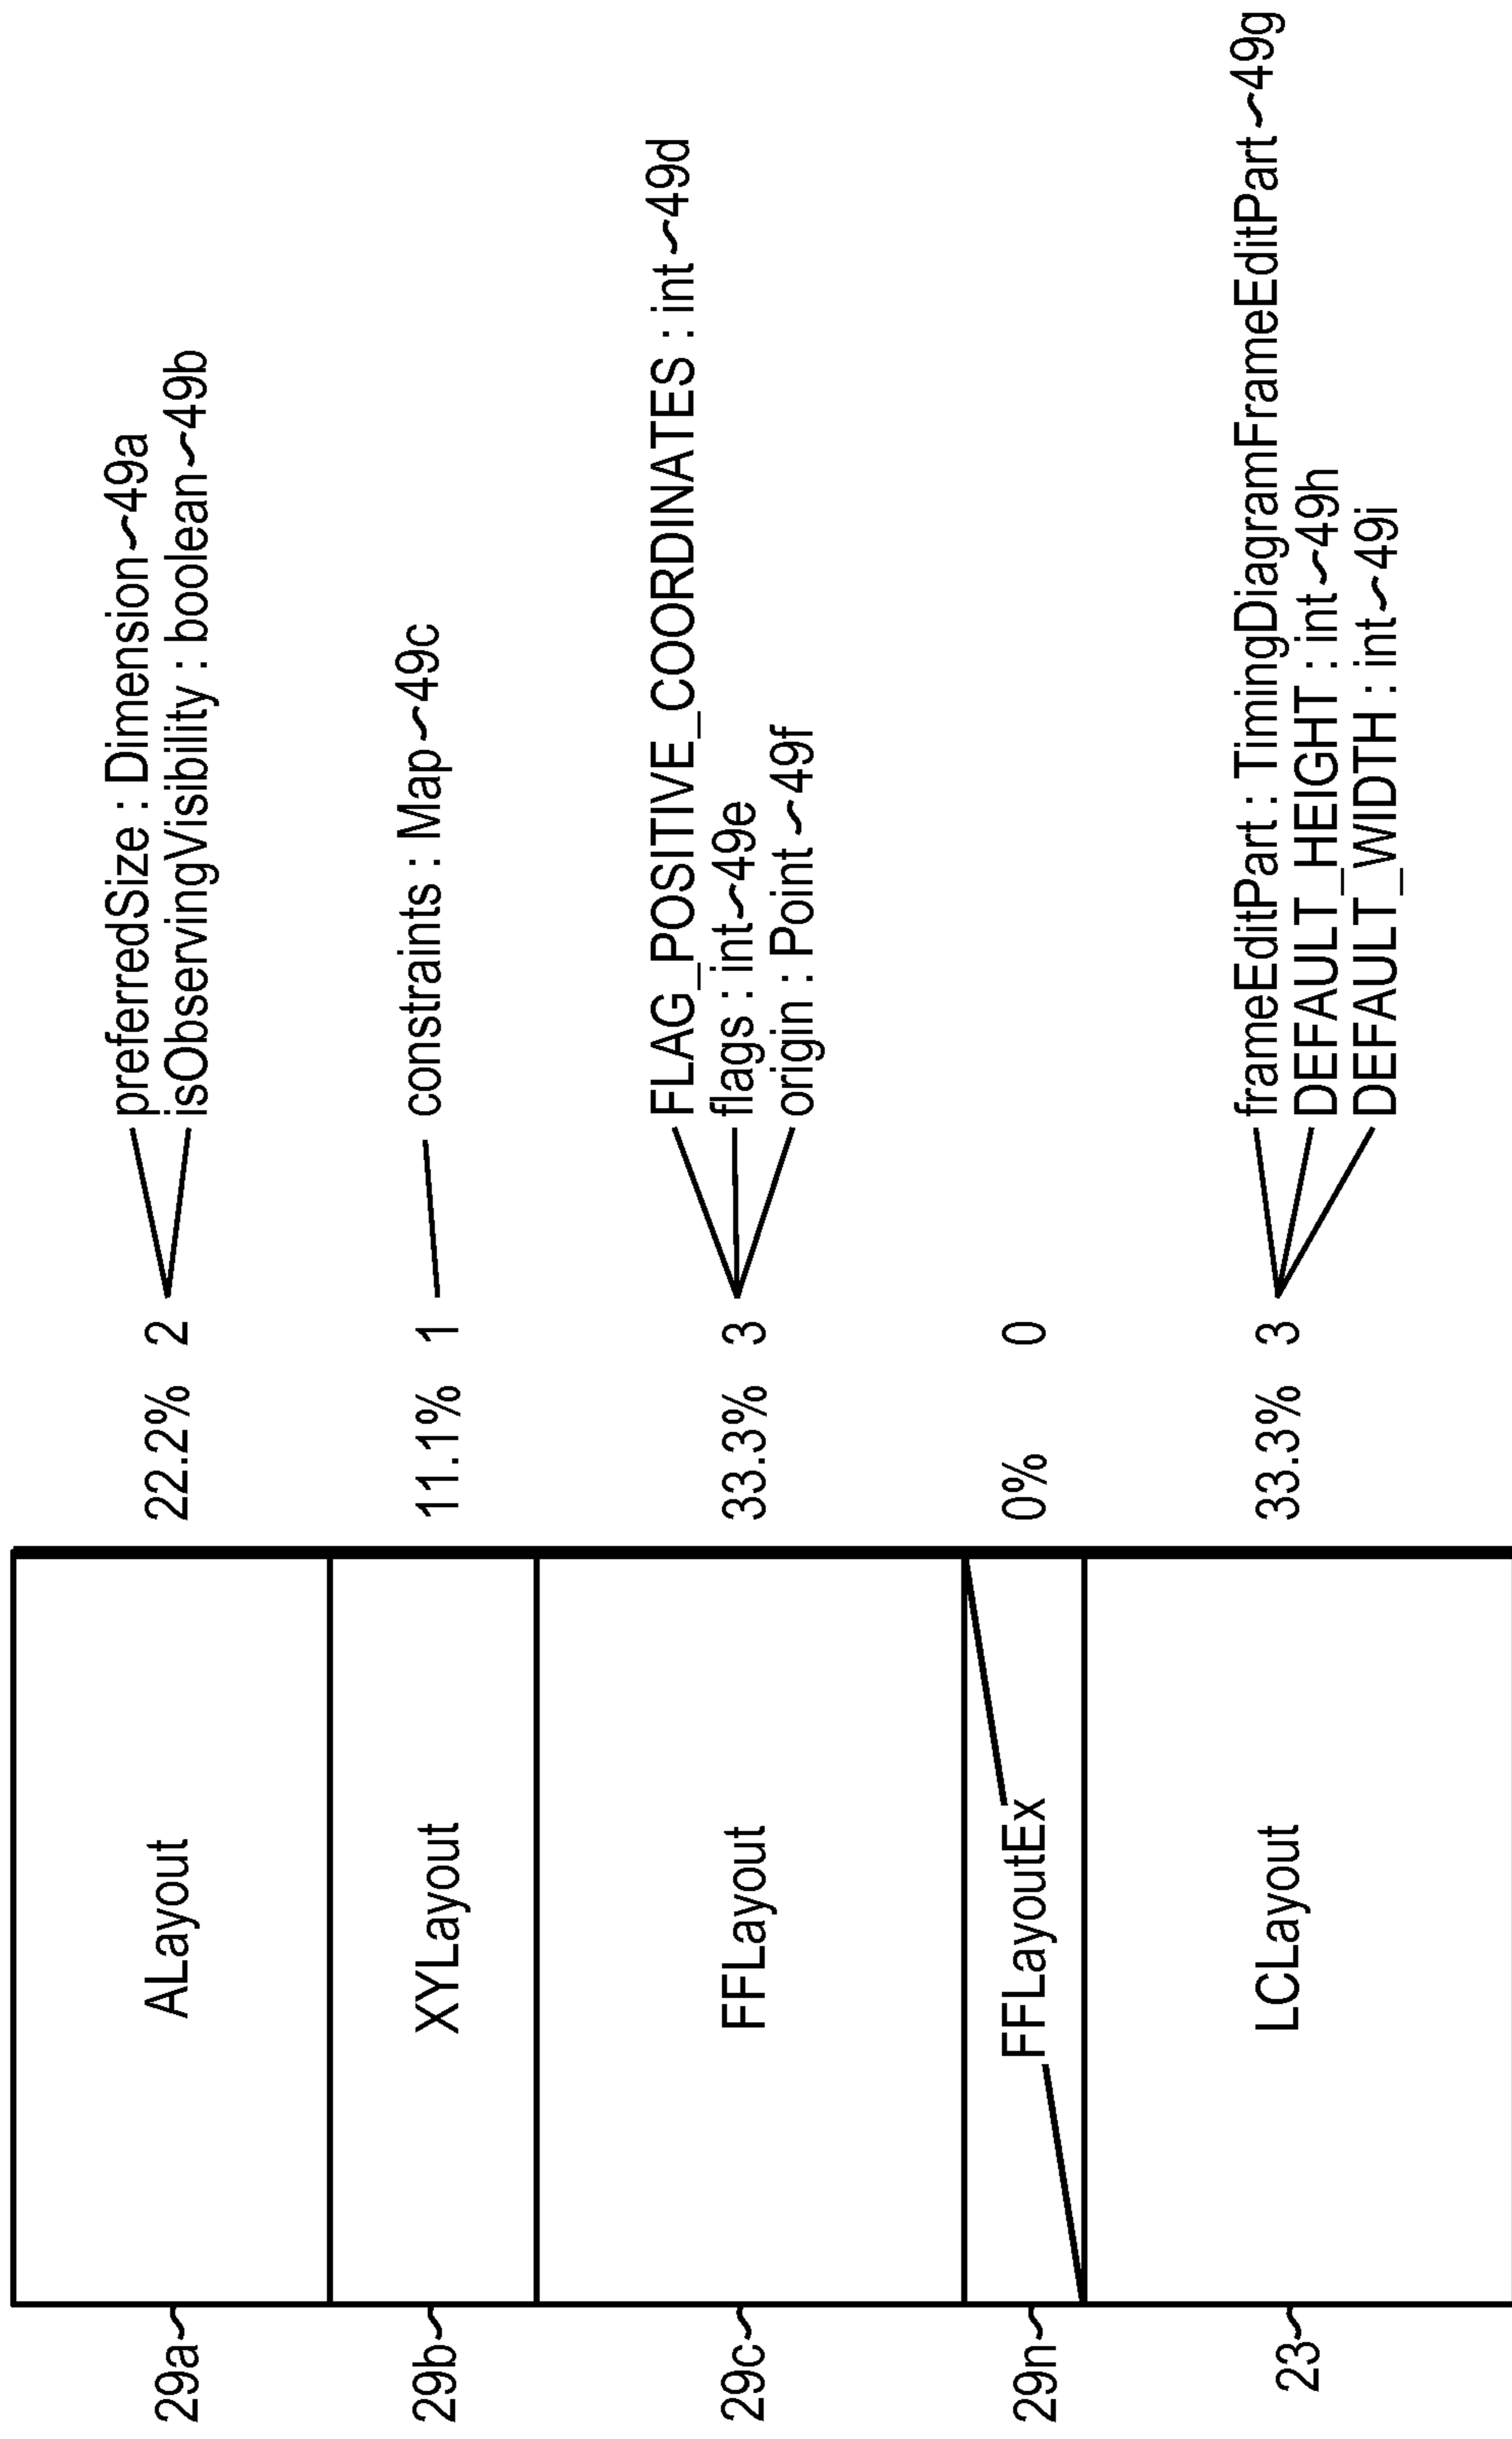 29a ALayout 22.2% 2 preferredSize : Dimension 49a
isObservingVisibility : boolean 49b
29b XYLayout 11.1% 1 constraints : Map 49c
FLAG_POSITIVE_COORDINATES : int 49d
29c FFLayout 33.3% 3 flags : int 49e
origin : Point 49f
29n FFLayoutEx 0% 0
frameEditPart : TimingDiagramFrameEditPart 49g
23 LCLayout 33.3% 3 DEFAULT_HEIGHT : int 49h
DEFAULT_WIDTH : int 49i